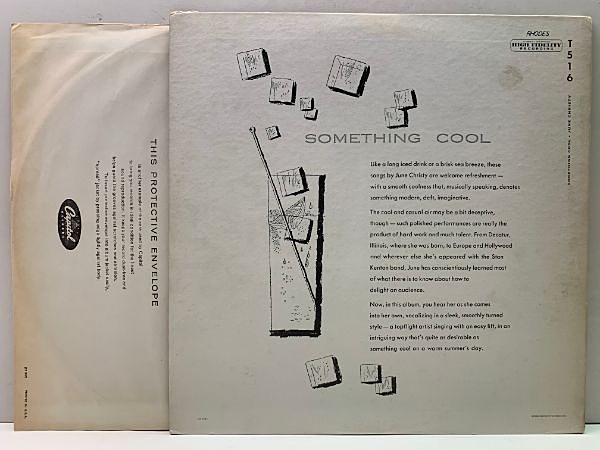 RHODES
HIGH FIDELITY
RECORDING
T516
SOMETHING COOL
Like a long iced drink or a brisk sea breeze, these
songs by June Christy are welcome refreshment —
with a smooth coolness that, musically speaking, denotes
something modern, deft, imaginative.
The cool and casual air may be a bit deceptive,
though — such polished performances are really the
product of hard work and much talent. From Decatur,
Illinois, where she was born, to Europe and Hollywood
and wherever else she's appeared with the Stan
Kenton band, June has conscientiously learned most
of what there is to know about how to
delight an audience.
Now, in this album, you hear her as she comes
into her own, vocalizing in a sleek, smoothly turned
style — a topflight artist singing with an easy lilt, in an
intriguing way that's quite as desirable as
something cool on a warm summer's day.
THIS PROTECTIVE ENVELOPE
Capitol
RECORDS